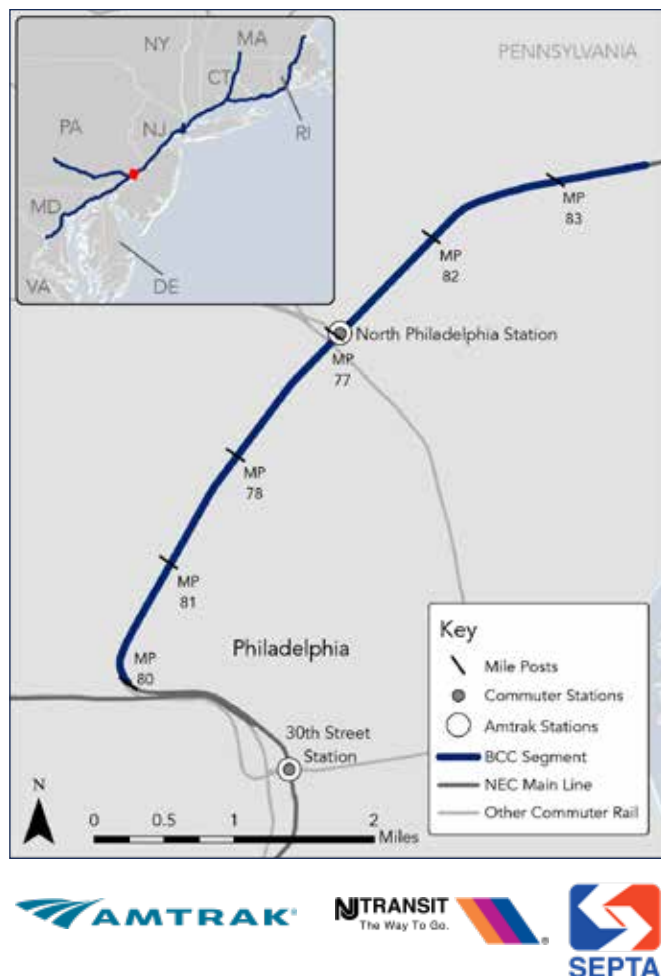 NY
MA
PENNSYLVANIA
CT
PA
NJ
RI
MD
VA
DE
MP
83
MP
82
North Philadelphia Station
MP
77
MP
78
MP
81
MP
80
Philadelphia
30th Street
Station
N
0 0.5 1 2
Miles
Key
Mile Posts
Commuter Stations
Amtrak Stations
BCC Segment
NEC Main Line
Other Commuter Rail
AMTRAK®
NJTRANSIT
The Way To Go.
®
SEPTA